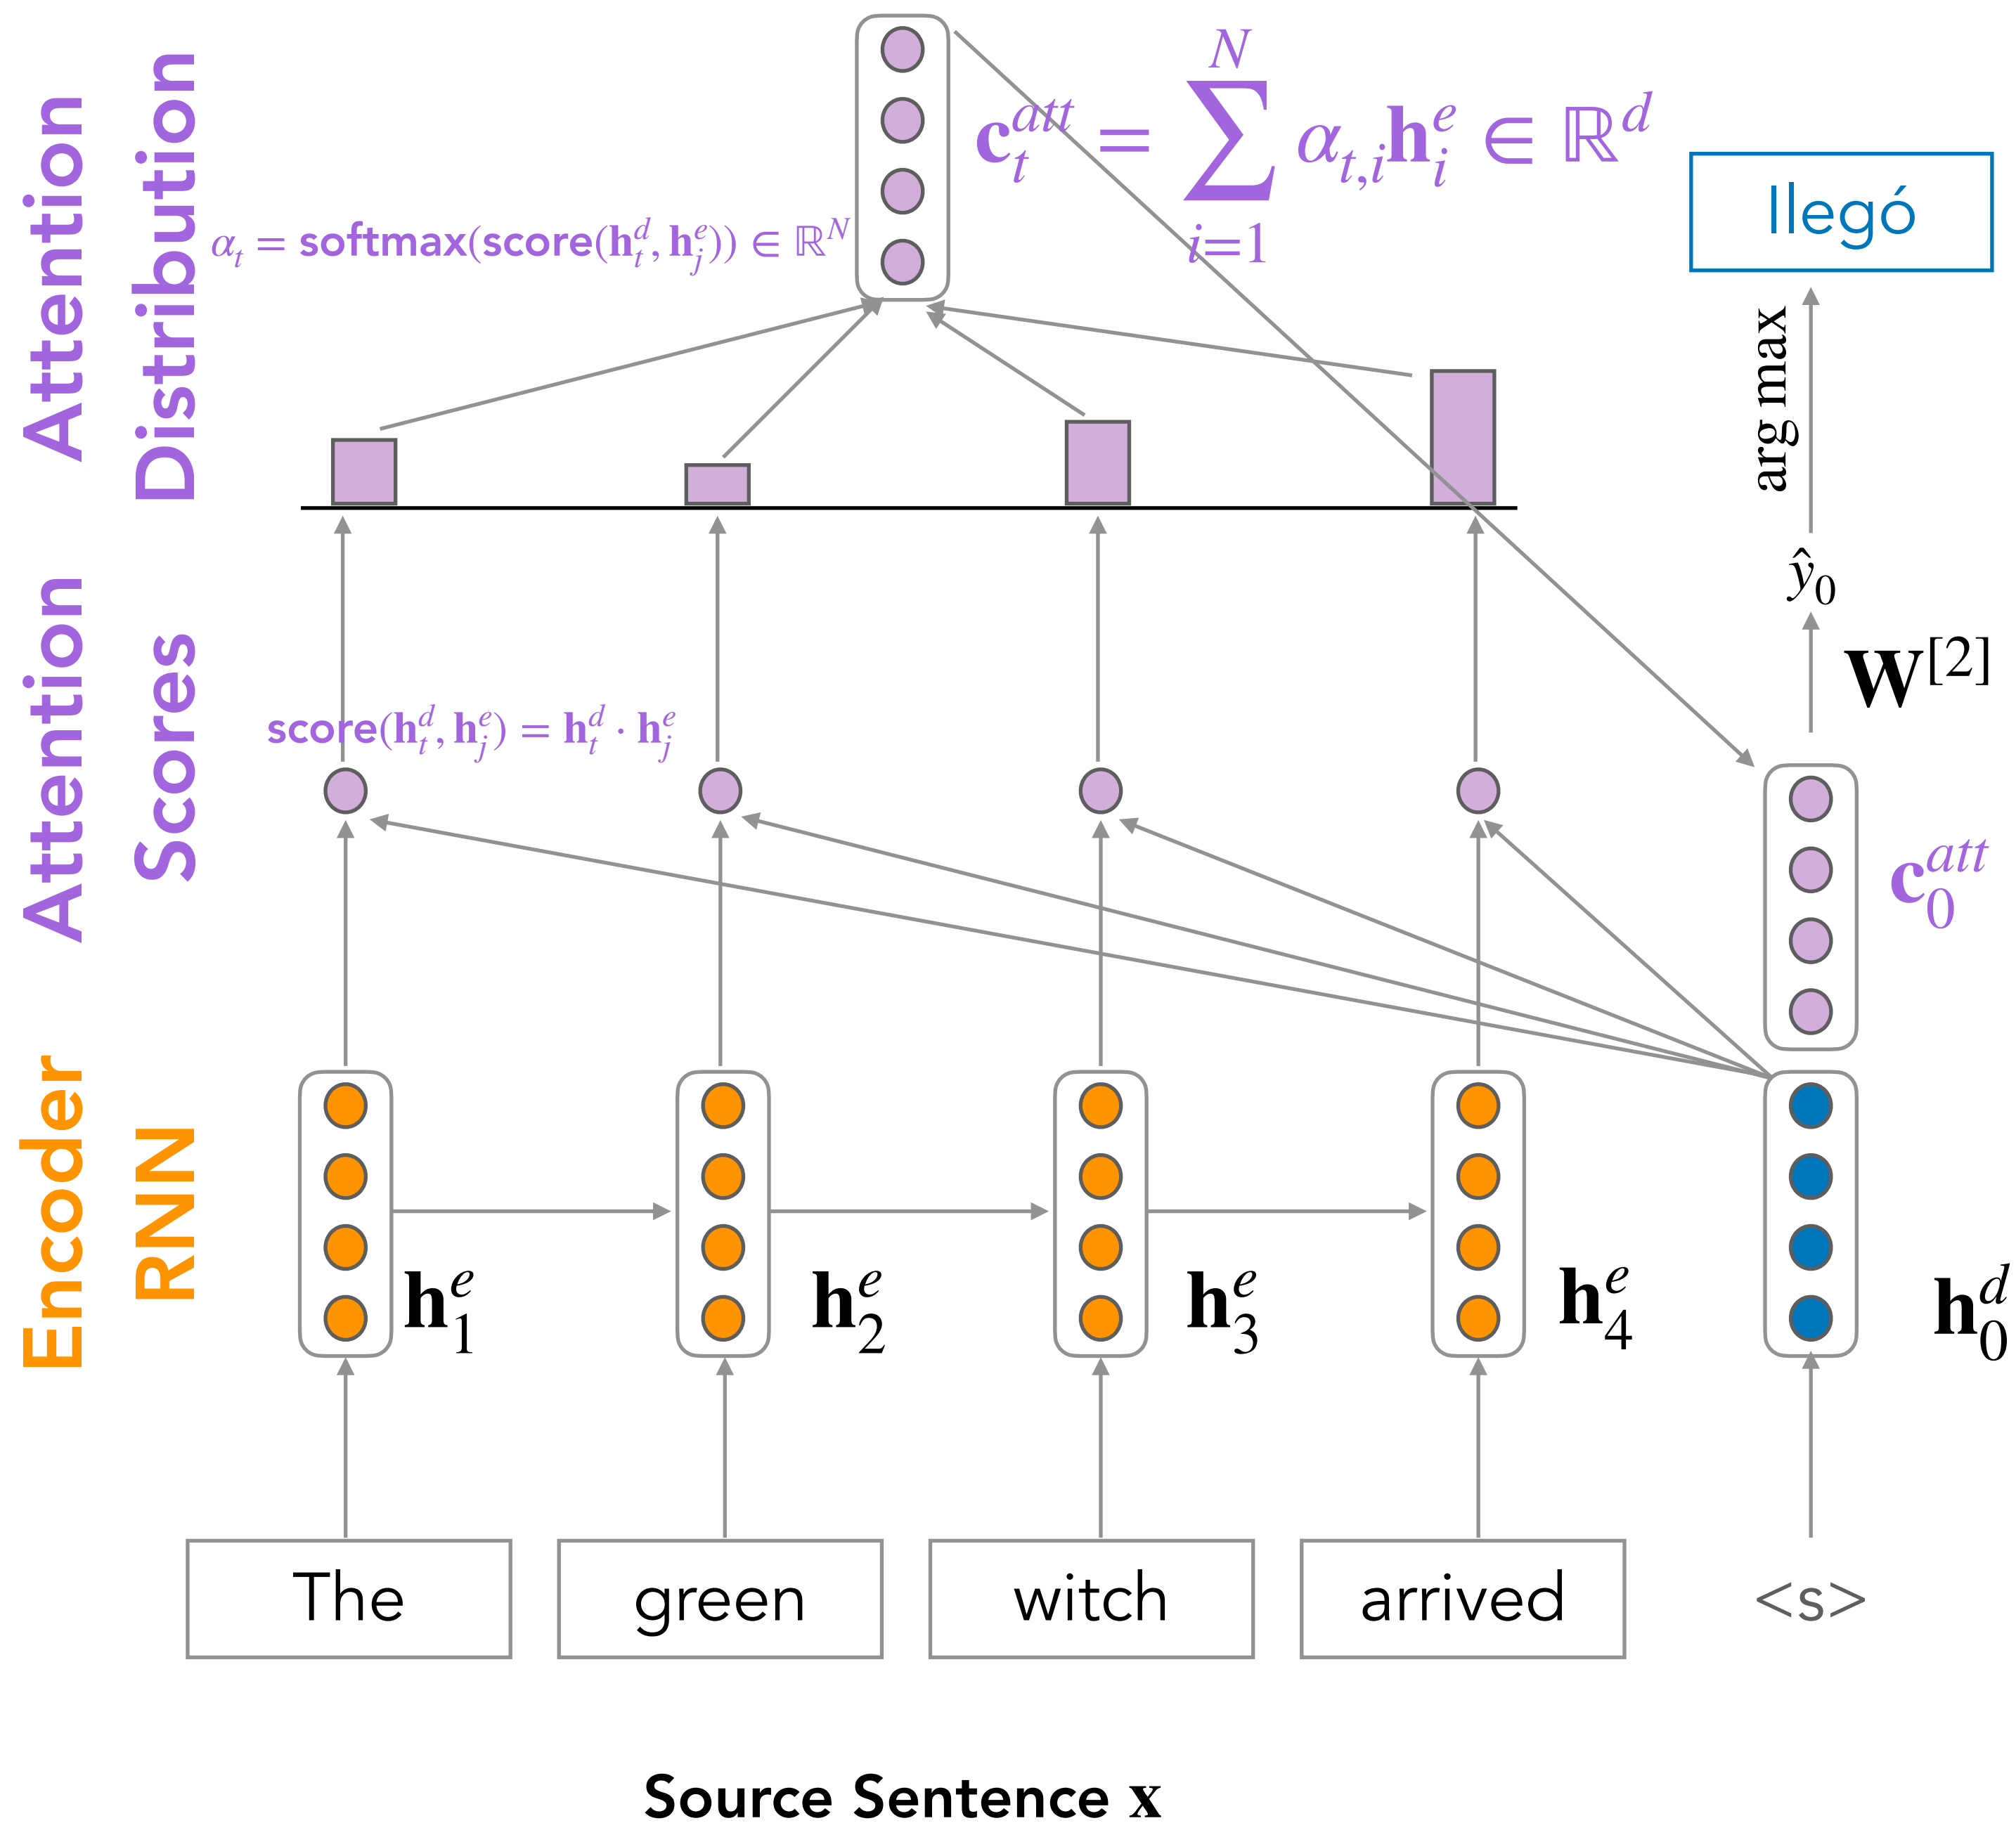 Attention
Distribution
c_t^{att} = \sum_{i=1}^{N} α_{t,i} h_i^e ∈ ℝ^d
α_t = softmax(score(h_t^d, h_j^e)) ∈ ℝ^N
llegó
arg max
ŷ_0
W^{[2]}
Attention
Scores
score(h_t^d, h_j^e) = h_t^d · h_j^e
c_0^{att}
Encoder
RNN
h_1^e
h_2^e
h_3^e
h_4^e
h_0^d
The
green
witch
arrived
<s>
Source Sentence x